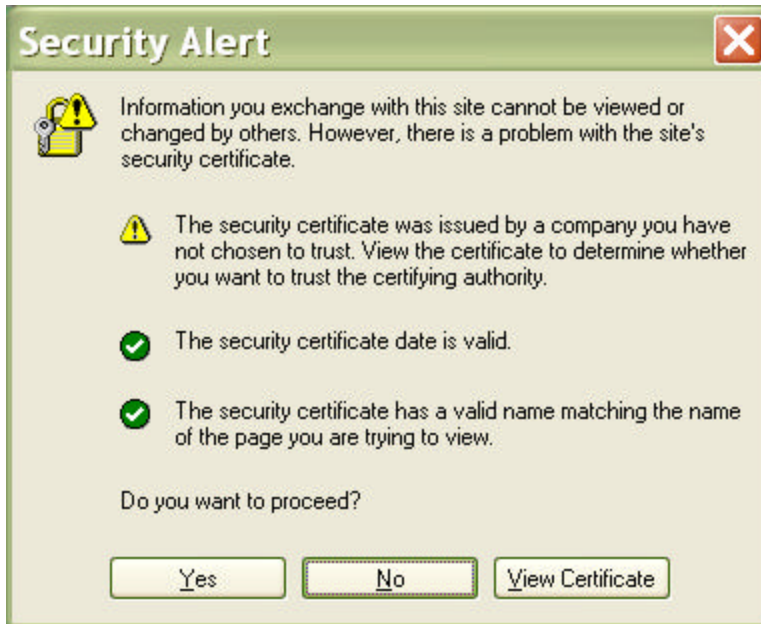 Security Alert
Information you exchange with this site cannot be viewed or
changed by others. However, there is a problem with the site's
security certificate.
The security certificate was issued by a company you have
not chosen to trust. View the certificate to determine whether
you want to trust the certifying authority.
The security certificate date is valid.
The security certificate has a valid name matching the name
of the page you are trying to view.
Do you want to proceed?
Yes No View Certificate